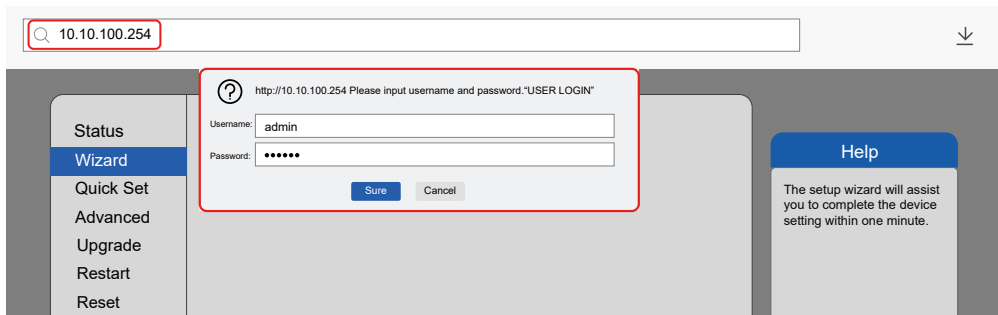 10.10.100.254
http://10.10.100.254 Please input username and password.“USER LOGIN”
Username: admin
Password: ••••••
Sure Cancel
Status
Wizard
Quick Set
Advanced
Upgrade
Restart
Reset
Help
The setup wizard will assist
you to complete the device
setting within one minute.